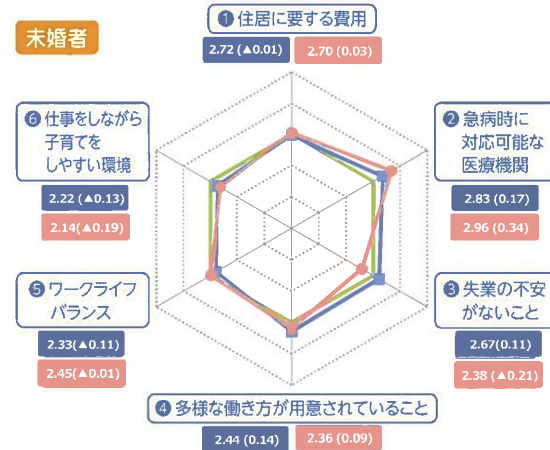 未婚者
❶ 住居に要する費用
2.72 (▲0.01) 2.70 (0.03)
❷ 急病時に
対応可能な
医療機関
2.83 (0.17)
2.96 (0.34)
❸ 失業の不安
がないこと
2.67(0.11)
2.38 (▲0.21)
❹ 多様な働き方が用意されていること
2.44 (0.14) 2.36 (0.09)
❺ ワークライフ
バランス
2.33(▲0.11)
2.45(▲0.01)
❻ 仕事をしながら
子育てを
しやすい環境
2.22 (▲0.13)
2.14(▲0.19)